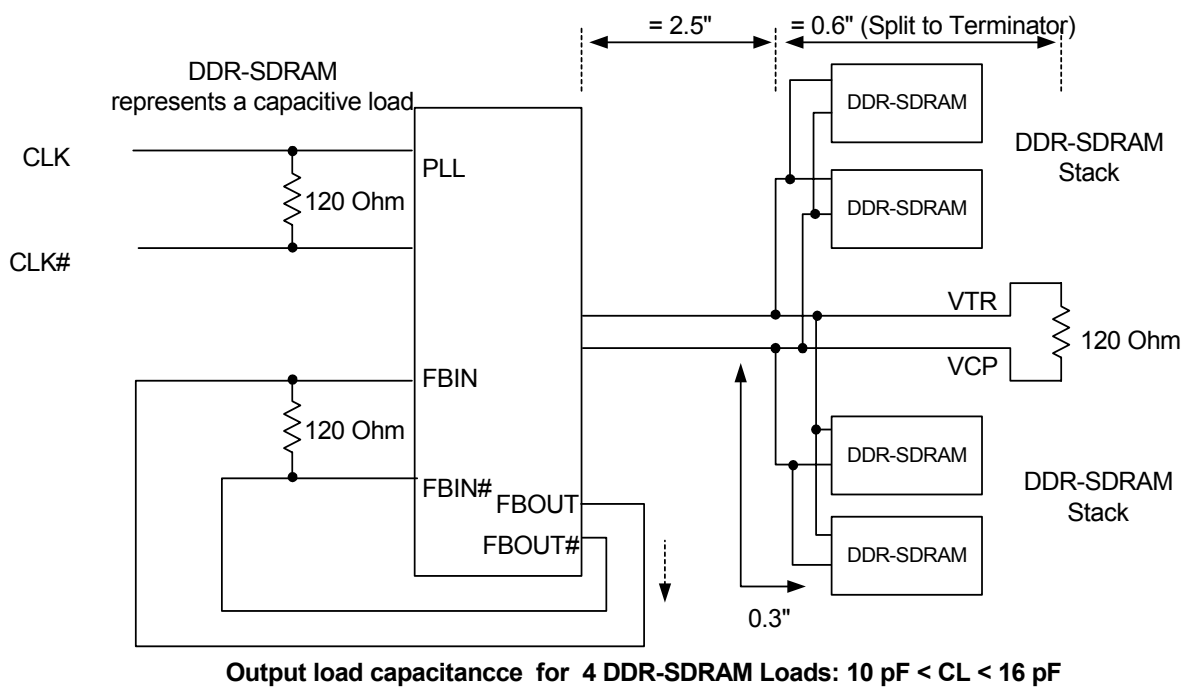 = 2.5"
= 0.6" (Split to Terminator)
DDR-SDRAM
represents a capacitive load
DDR-SDRAM
DDR-SDRAM
Stack
CLK
PLL
120 Ohm
DDR-SDRAM
CLK#
VTR
120 Ohm
VCP
FBIN
120 Ohm
DDR-SDRAM
FBIN#
DDR-SDRAM
Stack
FBOUT
FBOUT#
DDR-SDRAM
0.3"
Output load capacitancce for 4 DDR-SDRAM Loads: 10 pF < CL < 16 pF